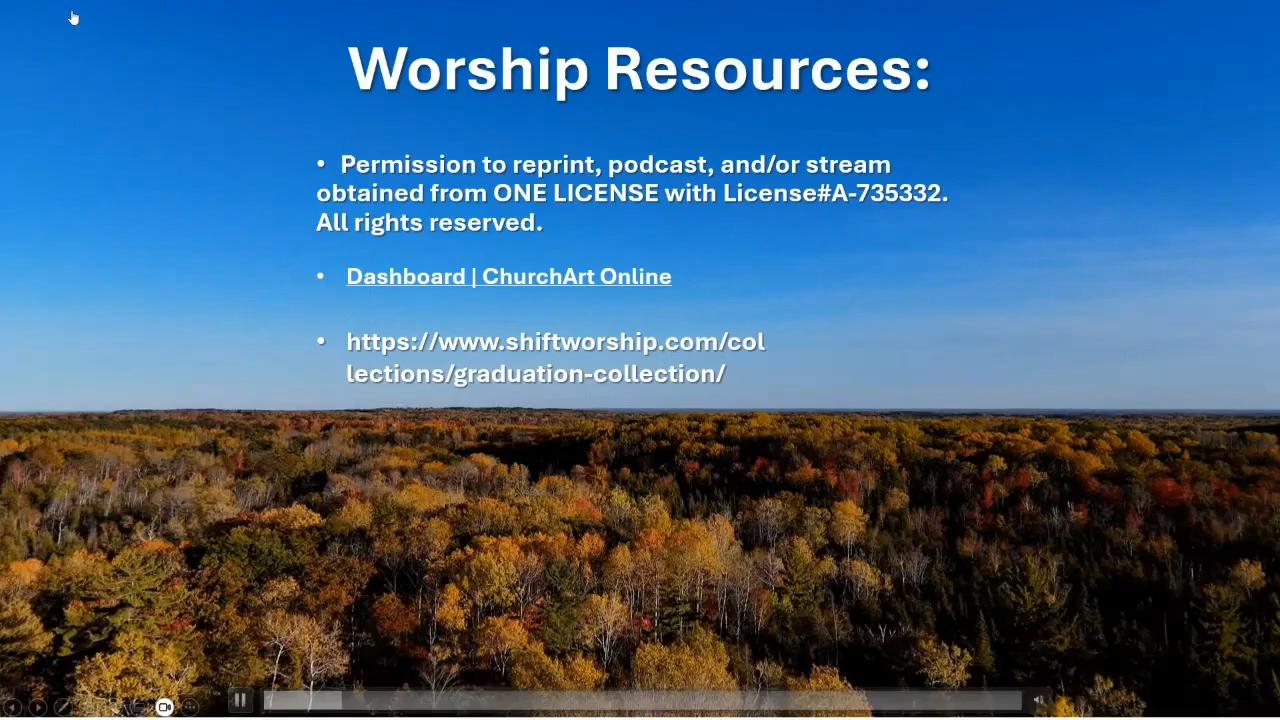 Worship Resources:
• Permission to reprint, podcast, and/or stream
obtained from ONE LICENSE with License#A-735332.
All rights reserved.
• Dashboard | ChurchArt Online
• https://www.shiftworship.com/col
lections/graduation-collection/